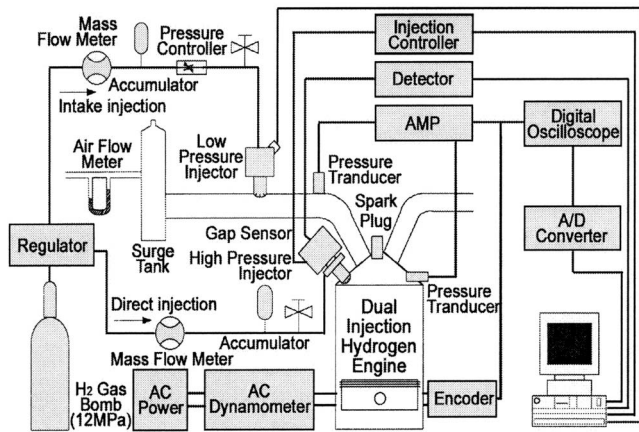 Mass
Flow Meter
Pressure
Controller
Accumulator
Intake injection
Injection
Controller
Detector
AMP
Digital
Oscilloscope
Air Flow
Meter
Low
Pressure
Injector
Pressure
Tranducer
Spark
Plug
A/D
Converter
Regulator
Surge
Tank
Gap Sensor
High Pressure
Injector
Pressure
Tranducer
Direct injection
Accumulator
Mass Flow Meter
Dual
Injection
Hydrogen
Engine
H2 Gas
Bomb
(12MPa)
AC
Power
AC
Dynamometer
Encoder